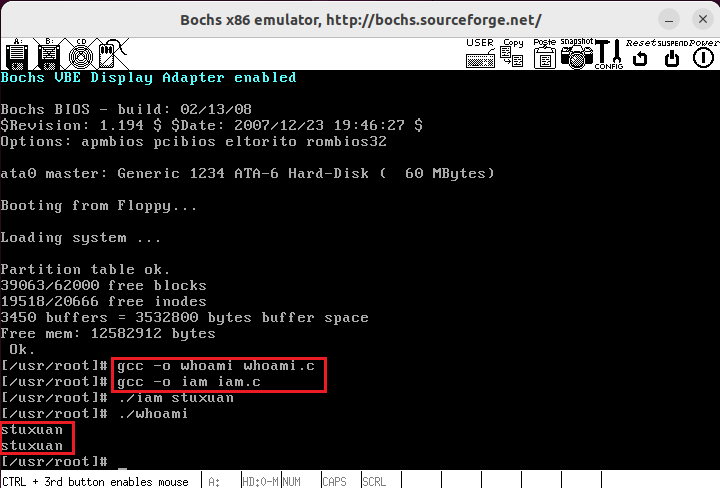 Bochs x86 emulator, http://bochs.sourceforge.net/
A: B: CD USER Copy Paste snapshot CONFIG Reset SUSPEND Power
Bochs VBE Display Adapter enabled
Bochs BIOS - build: 02/13/08
$Revision: 1.194 $ $Date: 2007/12/23 19:46:27 $
Options: apmbios pcibios eltorito rombios32
ata0 master: Generic 1234 ATA-6 Hard-Disk (  60 MBytes)
Booting from Floppy...
Loading system ...
Partition table ok.
39063/62000 free blocks
19518/20666 free inodes
3450 buffers = 3532800 bytes buffer space
Free mem: 12582912 bytes
 Ok.
[/usr/root]# gcc -o whoami whoami.c
[/usr/root]# gcc -o iam iam.c
[/usr/root]# ./iam stuxuan
[/usr/root]# ./whoami
stuxuan
stuxuan
[/usr/root]# _
CTRL + 3rd button enables mouse A: HD:0-M NUM CAPS SCRL